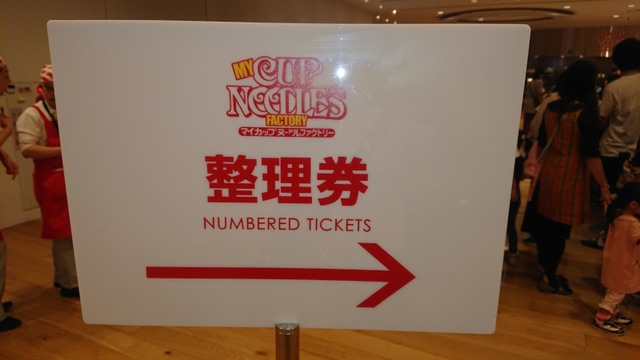 MY CUP
NOODLES
FACTORY
マイカップヌードルファクトリー
整理券
NUMBERED TICKETS